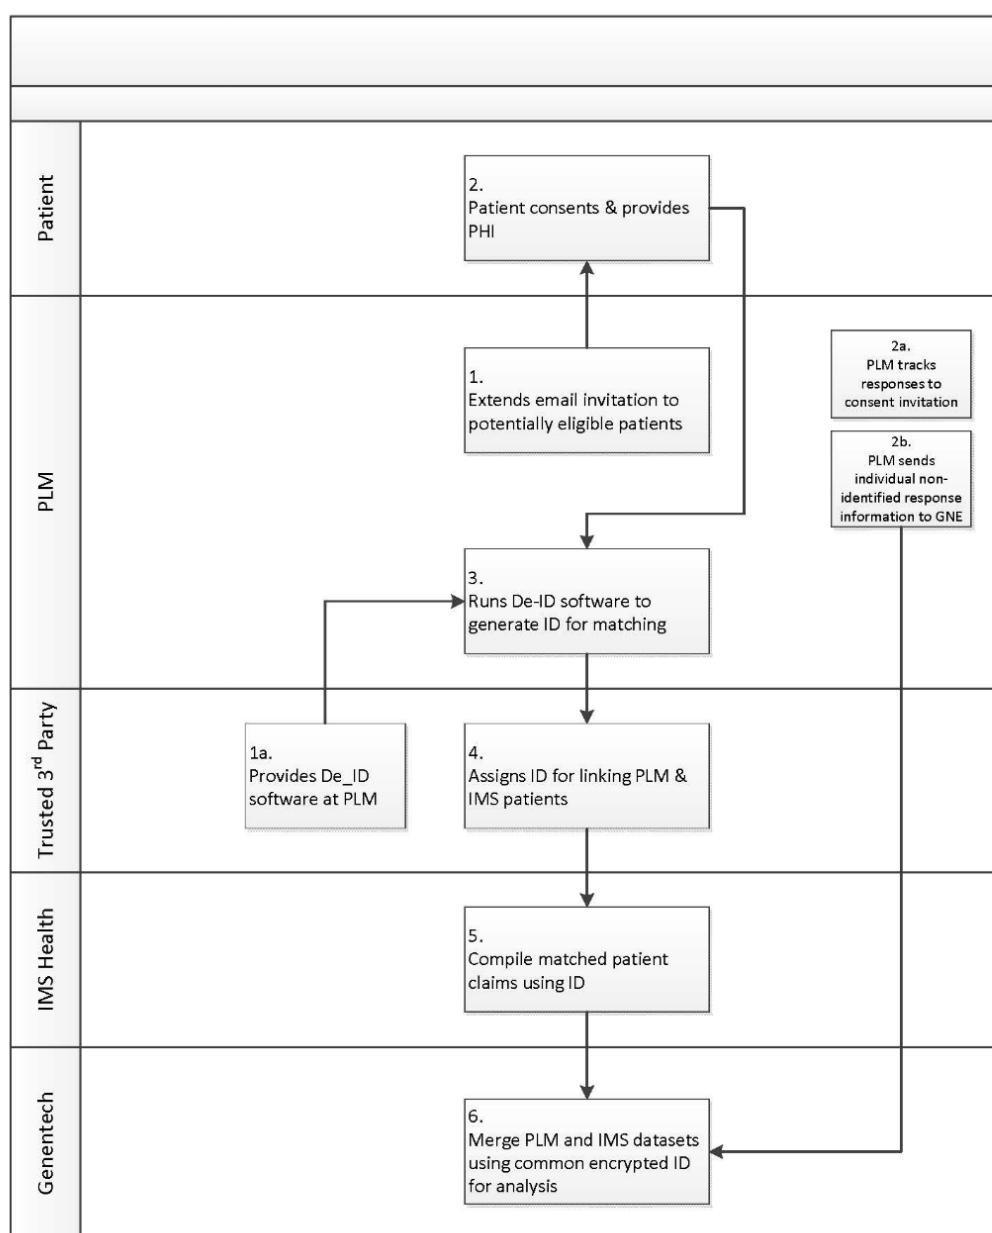 Patient
2.
Patient consents & provides
PHI
PLM
1.
Extends email invitation to
potentially eligible patients
2a.
PLM tracks
responses to
consent invitation
2b.
PLM sends
individual non-
identified response
information to GNE
3.
Runs De-ID software to
generate ID for matching
Trusted 3rd Party
1a.
Provides De_ID
software at PLM
4.
Assigns ID for linking PLM &
IMS patients
IMS Health
5.
Compile matched patient
claims using ID
Genentech
6.
Merge PLM and IMS datasets
using common encrypted ID
for analysis